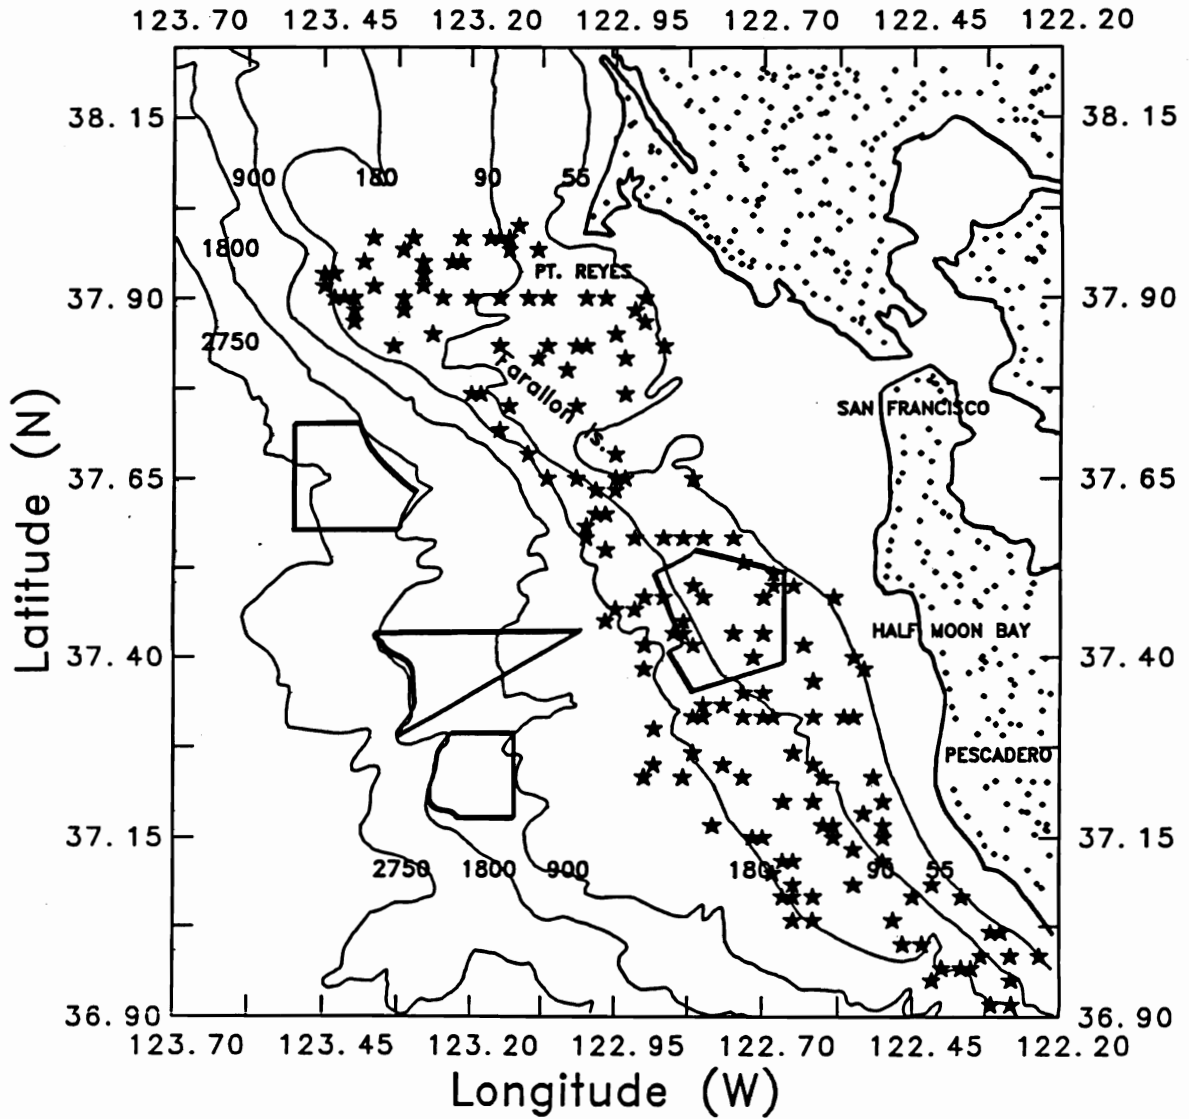 123.70 123.45 123.20 122.95 122.70 122.45 122.20
38.15 38.15
900 180 90 55
1800
PT. REYES
37.90 37.90
2750
Farallon Is.
SAN FRANCISCO
37.65 37.65
Latitude (N)
HALF MOON BAY
37.40 37.40
PESCADERO
37.15 37.15
2750 1800 900 180 90 55
36.90 36.90
123.70 123.45 123.20 122.95 122.70 122.45 122.20
Longitude (W)